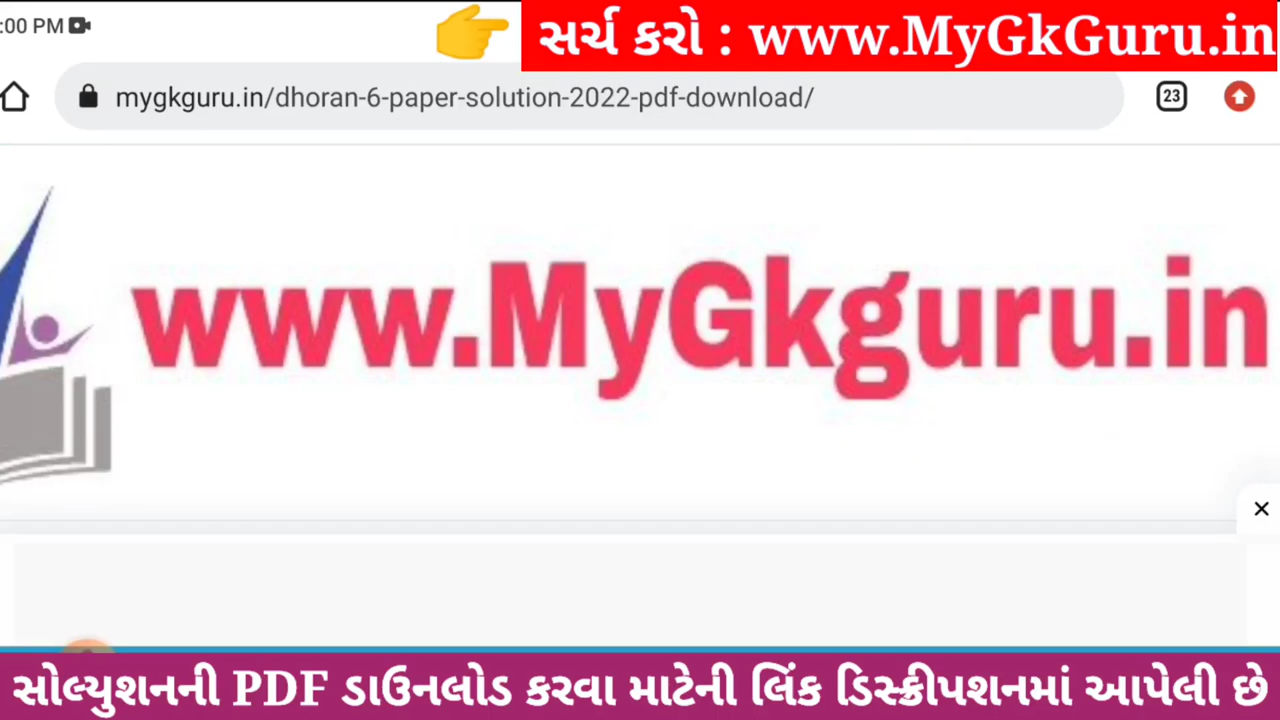 :00 PM
સર્ચ કરો : www.MyGkGuru.in
mygkguru.in/dhoran-6-paper-solution-2022-pdf-download/
23
www.MyGkguru.in
સોલ્યુશનની PDF ડાઉનલોડ કરવા માટેની લિંક ડિસ્ક્રીપશનમાં આપેલી છે